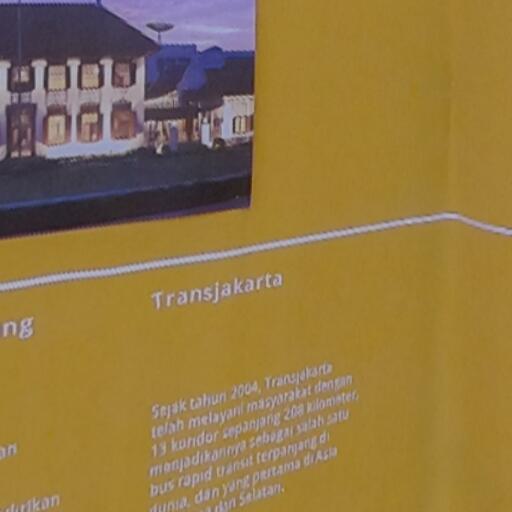 Transjakarta
ng
Sejak tahun 2004, Transjakarta
telah melayani masyarakat dengan
13 koridor sepanjang 208 kilometer,
menjadikannya sebagai salah satu
bus rapid transit terpanjang di
dunia, dan yang pertama di Asia
dan Selatan.
an